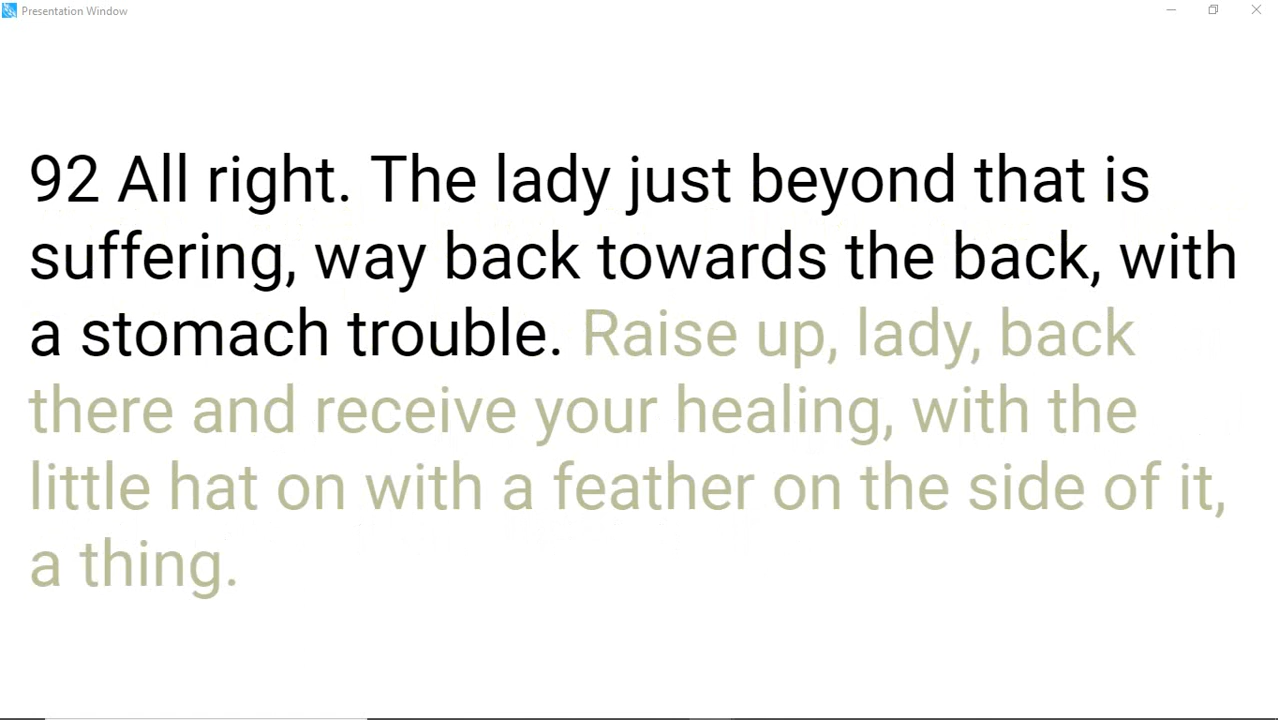 Presentation Window
92 All right. The lady just beyond that is
suffering, way back towards the back, with
a stomach trouble. Raise up, lady, back
there and receive your healing, with the
little hat on with a feather on the side of it,
a thing.